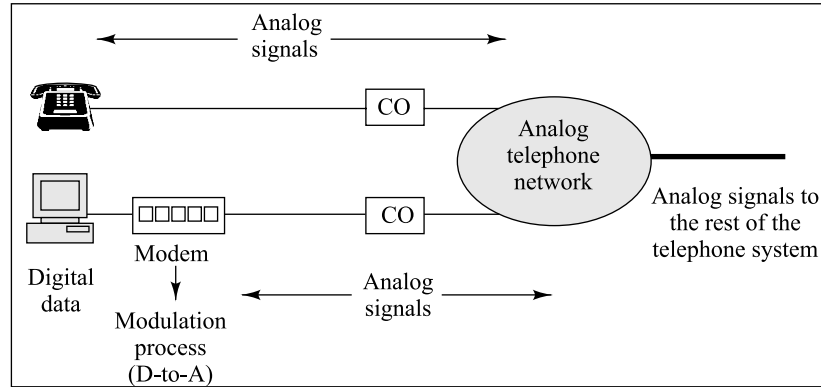 Analog
signals
CO
Analog
telephone
network
CO
Analog signals to
the rest of the
telephone system
Modem
Digital
data
Analog
signals
Modulation
process
(D-to-A)